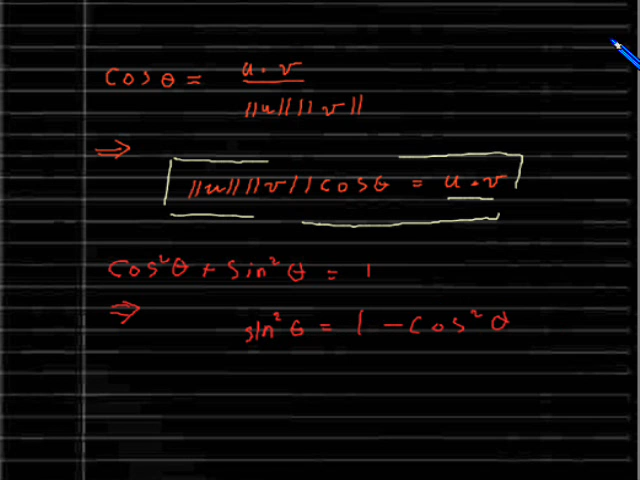 cos θ = u · v / ||u|| ||v||
⇒
||u|| ||v|| cos θ = u · v
cos²θ + sin²θ = 1
⇒
sin²θ = 1 − cos²θ